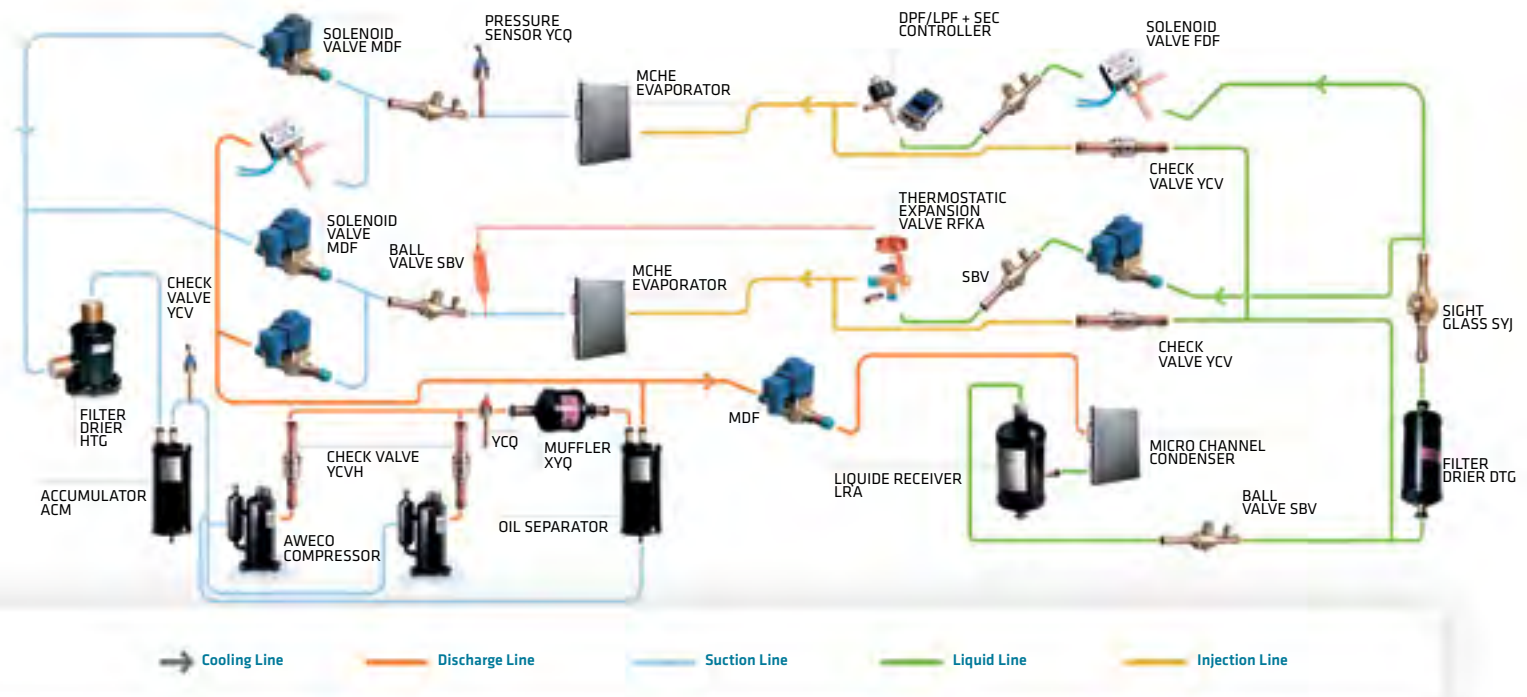 PRESSURE
SENSOR YCQ
DPF/LPF + SEC
CONTROLLER
SOLENOID
VALVE FDF
SOLENOID
VALVE MDF
MCHE
EVAPORATOR
CHECK
VALVE YCV
THERMOSTATIC
EXPANSION
VALVE RFKA
SOLENOID
VALVE
MDF
BALL
VALVE SBV
MCHE
EVAPORATOR
SBV
CHECK
VALVE
YCV
SIGHT
GLASS SYJ
CHECK
VALVE YCV
FILTER
DRIER
HTG
MDF
YCQ
MUFFLER
XYQ
CHECK VALVE
YCVH
MICRO CHANNEL
CONDENSER
LIQUIDE RECEIVER
LRA
FILTER
DRIER DTG
ACCUMULATOR
ACM
BALL
VALVE SBV
OIL SEPARATOR
AWECO
COMPRESSOR
Cooling Line
Discharge Line
Suction Line
Liquid Line
Injection Line